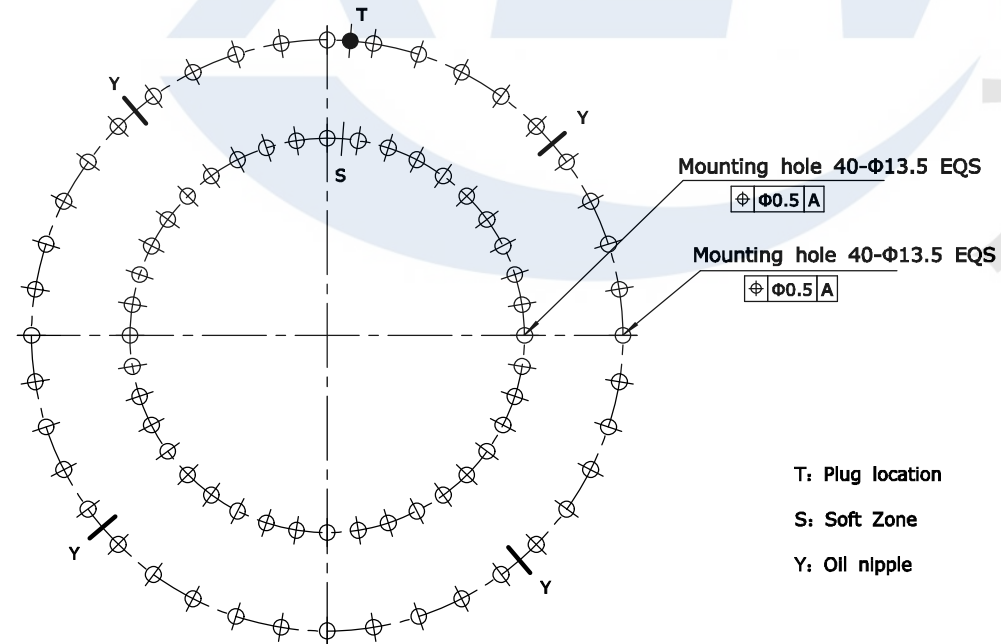 T
Y
Y
S
Mounting hole 40-Φ13.5 EQS
⌖ Φ0.5 A
Mounting hole 40-Φ13.5 EQS
⌖ Φ0.5 A
T: Plug location
S: Soft Zone
Y: Oil nipple
Y
Y